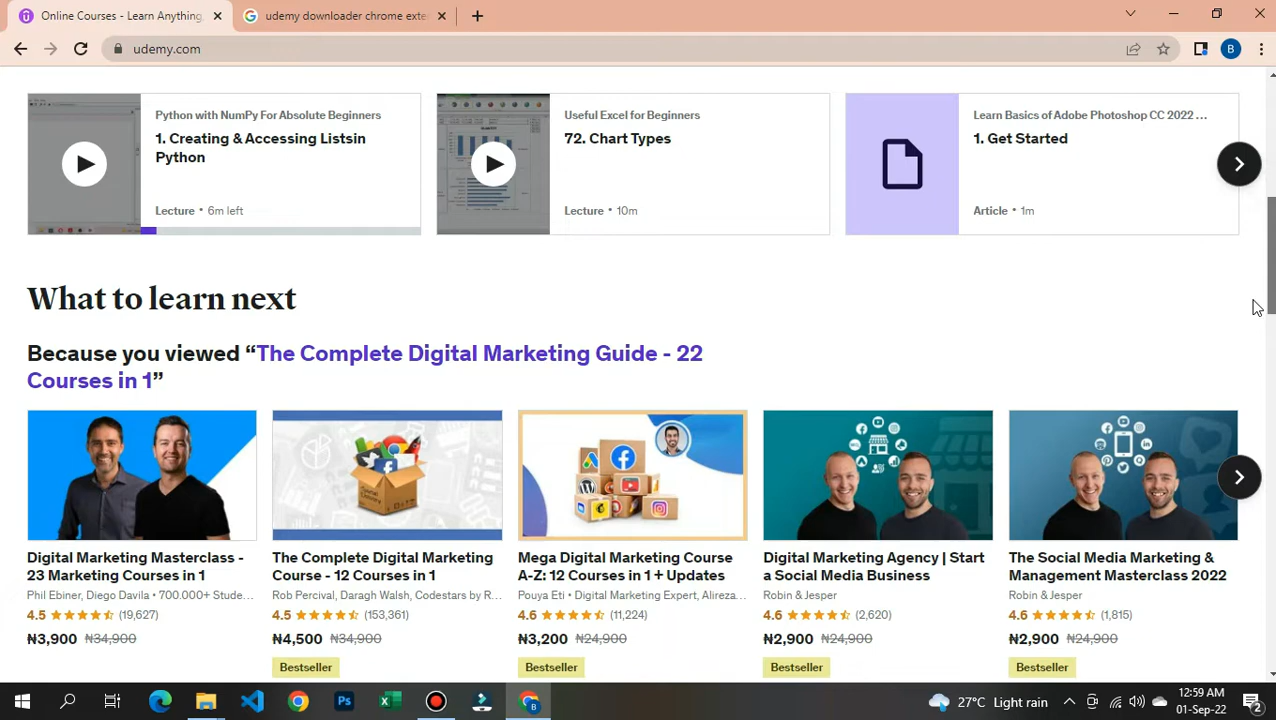 Online Courses - Learn Anything,
udemy downloader chrome exte
udemy.com
B
Python with NumPy For Absolute Beginners
1. Creating & Accessing Listsin
Python
Lecture • 6m left
Useful Excel for Beginners
72. Chart Types
Lecture • 10m
Learn Basics of Adobe Photoshop CC 2022 ...
1. Get Started
Article • 1m
What to learn next
Because you viewed “The Complete Digital Marketing Guide - 22
Courses in 1”
Digital Marketing Masterclass -
23 Marketing Courses in 1
Phil Ebiner, Diego Davila • 700.000+ Stude...
4.5 (19,627)
₦3,900 ₦34,900
The Complete Digital Marketing
Course - 12 Courses in 1
Rob Percival, Daragh Walsh, Codestars by R...
4.5 (153,361)
₦4,500 ₦34,900
Bestseller
Mega Digital Marketing Course
A-Z: 12 Courses in 1 + Updates
Pouya Eti • Digital Marketing Expert, Alireza...
4.6 (11,224)
₦3,200 ₦24,900
Bestseller
Digital Marketing Agency | Start
a Social Media Business
Robin & Jesper
4.6 (2,620)
₦2,900 ₦24,900
Bestseller
The Social Media Marketing &
Management Masterclass 2022
Robin & Jesper
4.6 (1,815)
₦2,900 ₦24,900
Bestseller
27°C Light rain
12:59 AM
01-Sep-22
2